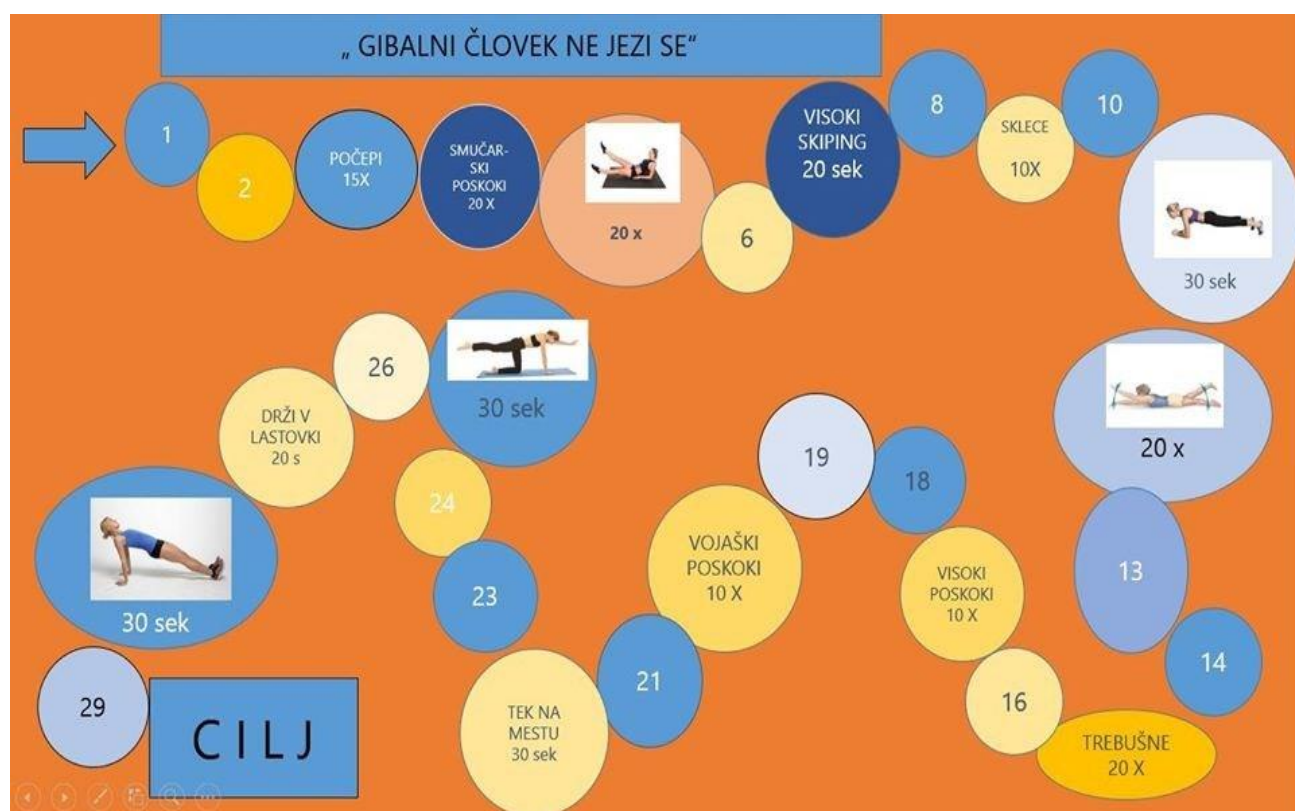 „ GIBALNI ČLOVEK NE JEZI SE“
1
2
POČEPI
15X
SMUČAR-
SKI
POSKOKI
20 X
20 x
6
VISOKI
SKIPING
20 sek
8
SKLECE
10X
10
30 sek
20 x
13
14
TREBUŠNE
20 X
16
VISOKI
POSKOKI
10 X
18
19
VOJAŠKI
POSKOKI
10 X
21
TEK NA
MESTU
30 sek
23
24
30 sek
26
DRŽI V
LASTOVKI
20 s
30 sek
29
C I L J